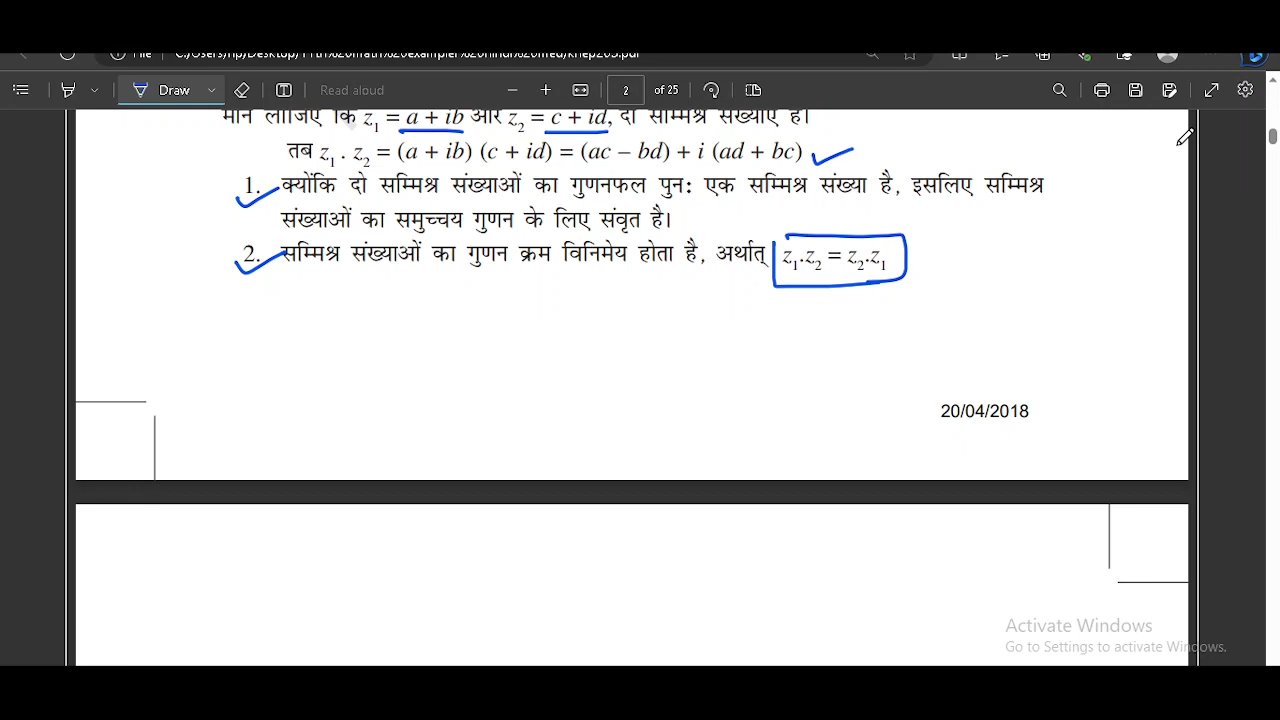 File C:/Users/hp/Desktop/11th%20math%20exampler%20hindi%20med/khep205.pdf
Draw Read aloud 2 of 25
मान लीजिए कि z₁ = a + ib और z₂ = c + id, दो सम्मिश्र संख्याएँ हैं।
तब z₁ . z₂ = (a + ib) (c + id) = (ac – bd) + i (ad + bc)
1. क्योंकि दो सम्मिश्र संख्याओं का गुणनफल पुन: एक सम्मिश्र संख्या है, इसलिए सम्मिश्र
संख्याओं का समुच्चय गुणन के लिए संवृत है।
2. सम्मिश्र संख्याओं का गुणन क्रम विनिमेय होता है, अर्थात् z₁.z₂ = z₂.z₁
20/04/2018
Activate Windows
Go to Settings to activate Windows.